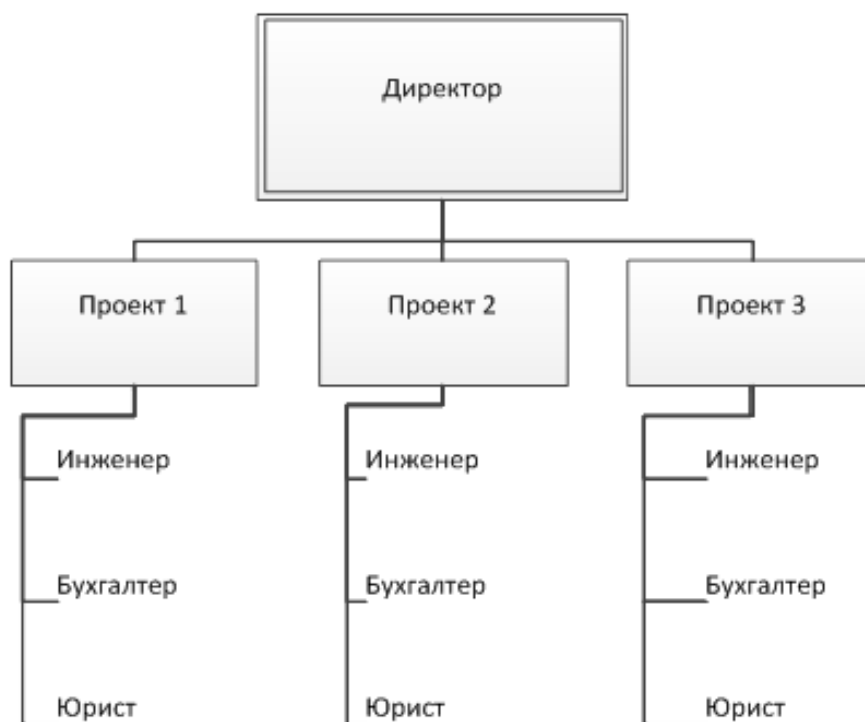 Директор
Проект 1
Проект 2
Проект 3
Инженер
Инженер
Инженер
Бухгалтер
Бухгалтер
Бухгалтер
Юрист
Юрист
Юрист